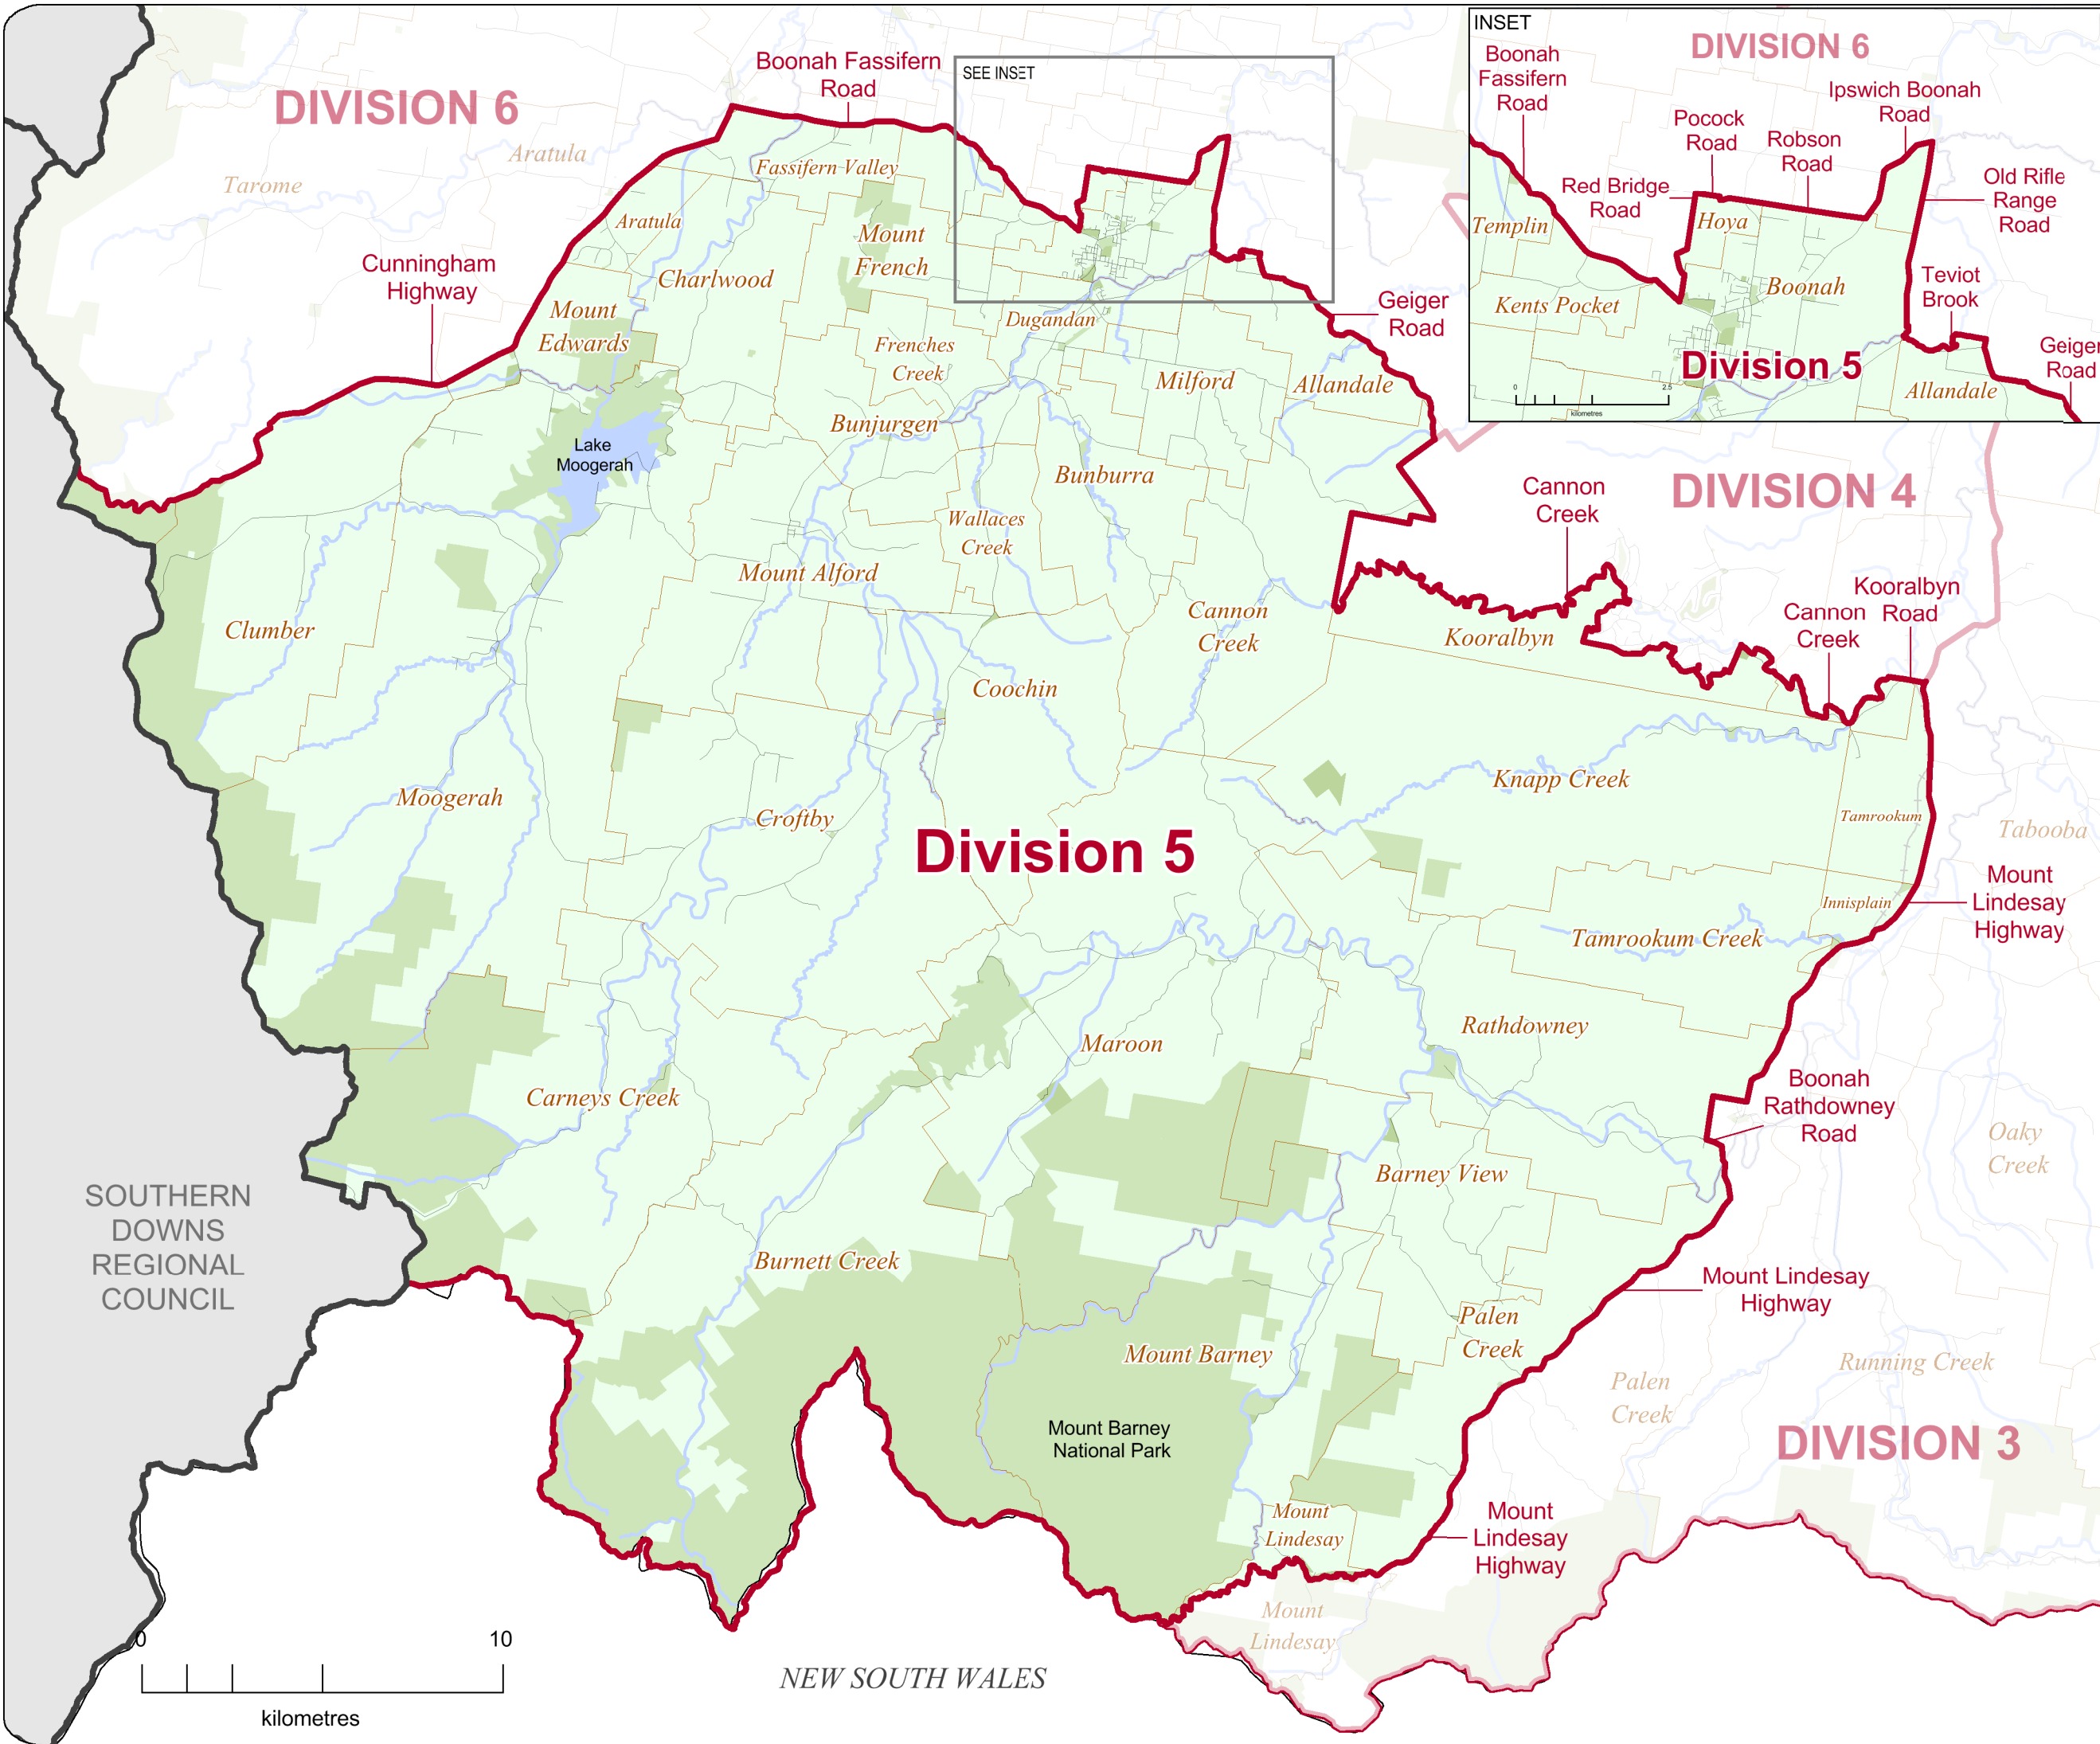 INSET
DIVISION 6
Boonah
Fassifern
Road
Ipswich Boonah
Road
Pocock
Road
Robson
Road
Red Bridge
Road
Old Rifle
Range
Road
Templin
Hoya
Teviot
Brook
Boonah
Kents Pocket
Geiger
Road
Division 5
Allandale
0
2.5
kilometres
Boonah Fassifern
Road
SEE INSET
DIVISION 6
Aratula
Tarome
Fassifern Valley
Aratula
Mount
French
Cunningham
Highway
Charlwood
Mount
Edwards
Geiger
Road
Dugandan
Frenches
Creek
Milford
Allandale
Bunjurgen
Lake
Moogerah
Bunburra
DIVISION 4
Cannon
Creek
Wallaces
Creek
Mount Alford
Kooralbyn
Road
Cannon
Creek
Cannon
Creek
Clumber
Kooralbyn
Coochin
Knapp Creek
Moogerah
Croftby
Tamrookum
Tabooba
Division 5
Mount
Lindesay
Highway
Innisplain
Tamrookum Creek
Rathdowney
Maroon
Carneys Creek
Boonah
Rathdowney
Road
Oaky
Creek
Barney View
SOUTHERN
DOWNS
REGIONAL
COUNCIL
Burnett Creek
Mount Lindesay
Highway
Palen
Creek
Mount Barney
Running Creek
Palen
Creek
Mount Barney
National Park
DIVISION 3
Mount
Lindesay
Mount
Lindesay
Highway
Mount
Lindesay
0
10
kilometres
NEW SOUTH WALES